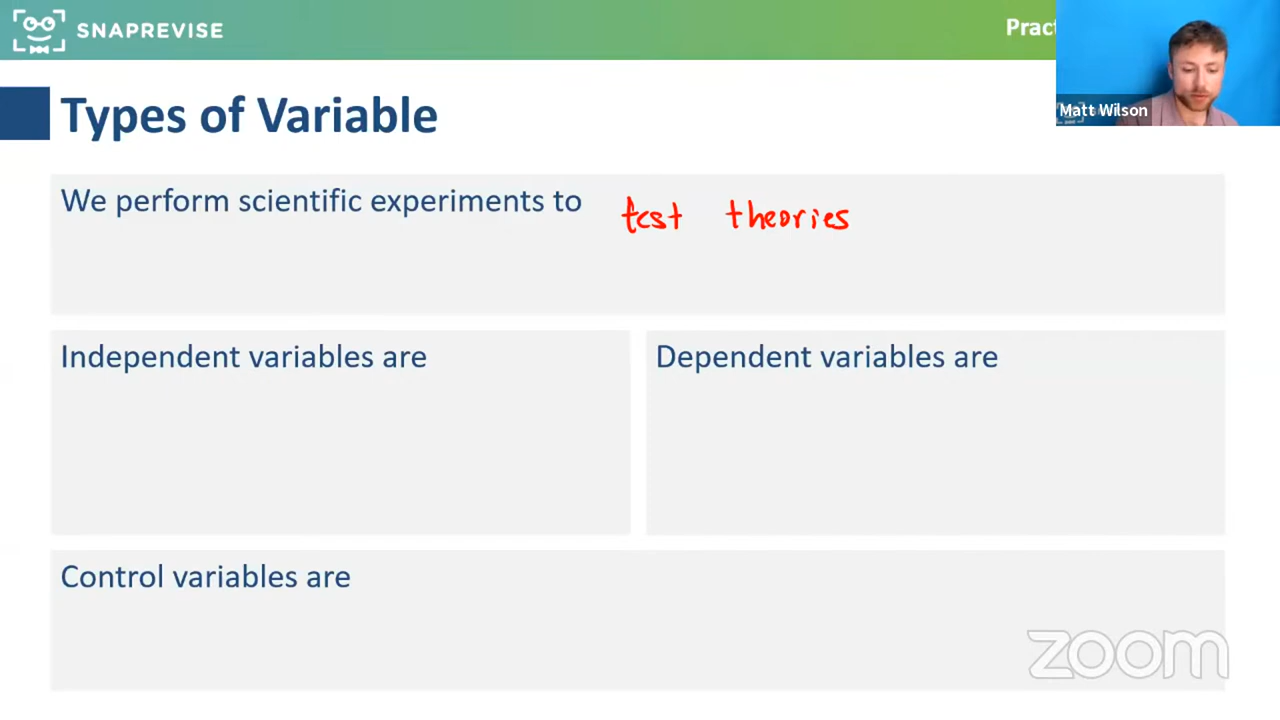 SNAPREVISE
Pract
Matt Wilson
Types of Variable
We perform scientific experiments to test theories
Independent variables are
Dependent variables are
Control variables are
zoom